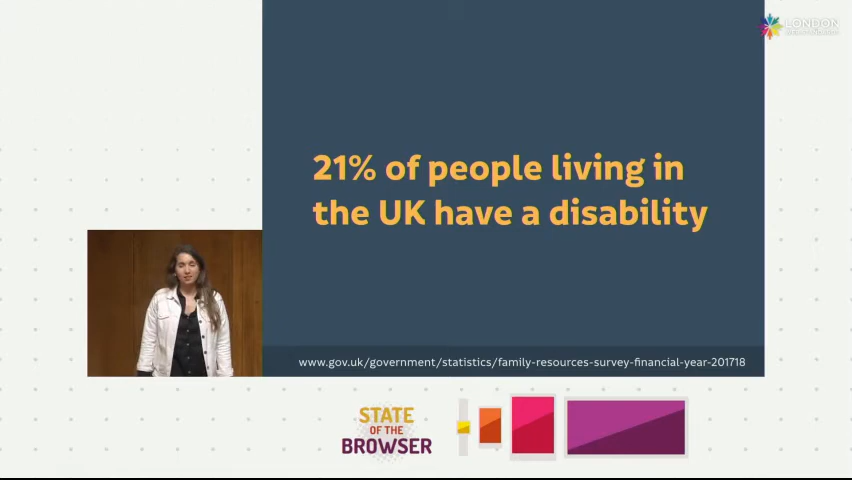 LONDON
21% of people living in
the UK have a disability
www.gov.uk/government/statistics/family-resources-survey-financial-year-201718
STATE
OF THE
BROWSER